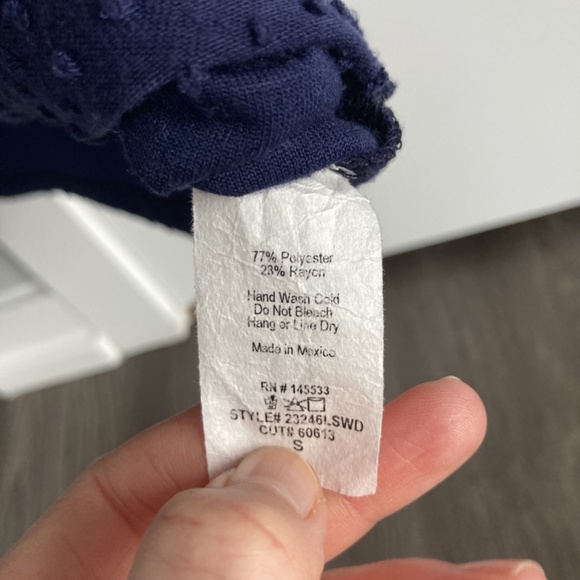 77% Polyester
23% Rayon
Hand Wash Cold
Do Not Bleach
Hang or Line Dry
Made in Mexico
RN # 145533
STYLE# 23246LSWD
CUT# 60613
S